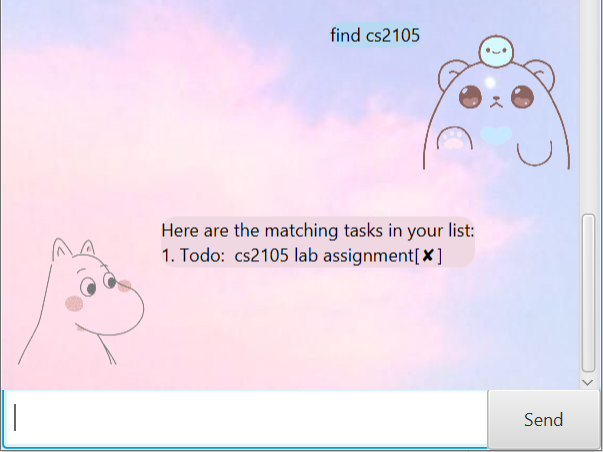 find cs2105
Here are the matching tasks in your list:
1. Todo:  cs2105 lab assignment[✘]
Send